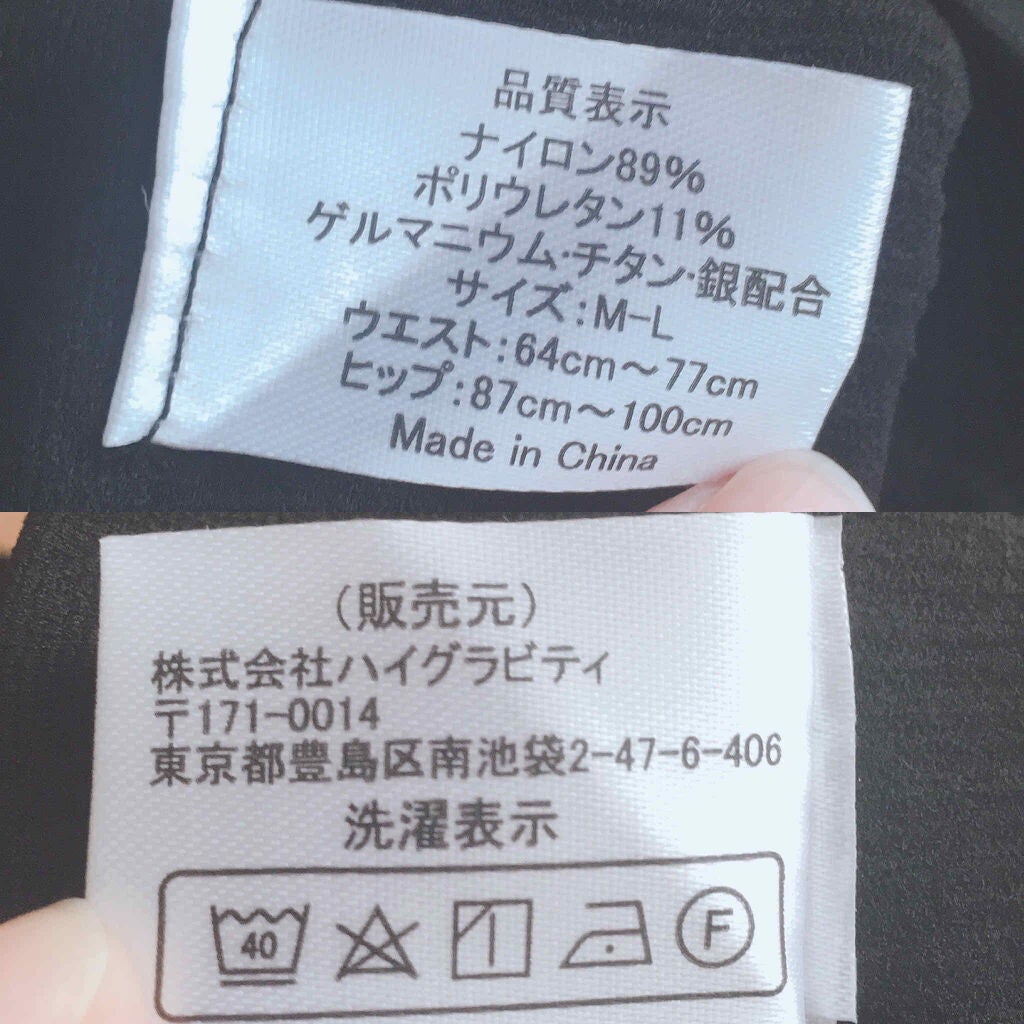 品質表示
ナイロン89%
ポリウレタン11%
ゲルマニウム・チタン・銀配合
サイズ:M-L
ウエスト:64cm～77cm
ヒップ:87cm～100cm
Made in China
(販売元)
株式会社ハイグラビティ
〒171-0014
東京都豊島区南池袋2-47-6-406
洗濯表示
40 F